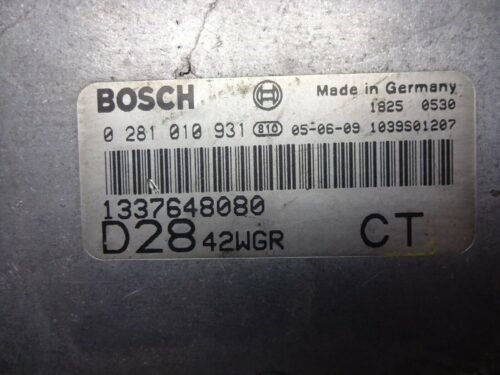 BOSCH Made in Germany
1825 0530
0 281 010 931 810 05-06-09 1039S01207
1337648080
D28 42WGR CT